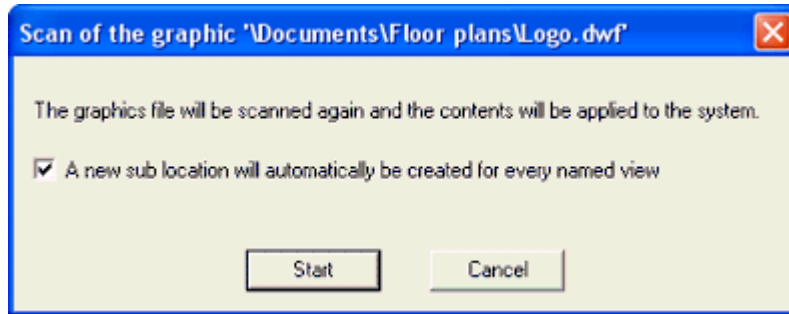 Scan of the graphic '\Documents\Floor plans\Logo.dwf'
The graphics file will be scanned again and the contents will be applied to the system.
A new sub location will automatically be created for every named view
Start Cancel